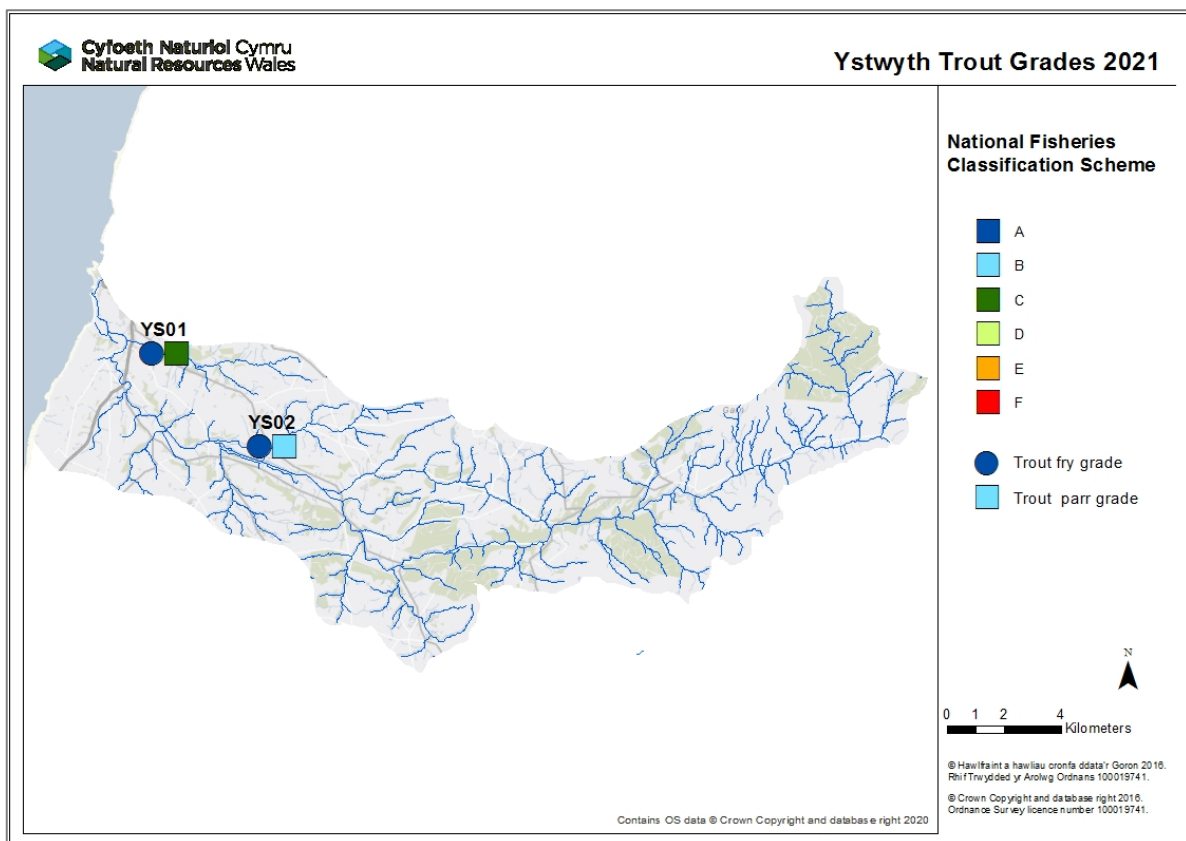 Cyfoeth Naturiol Cymru
Natural Resources Wales
Ystwyth Trout Grades 2021
YS01
YS02
National Fisheries
Classification Scheme
A
B
C
D
E
F
Trout fry grade
Trout parr grade
N
0 1 2 4
Kilometers
© Hawlfraint a hawliau cronfa ddata'r Goron 2016.
Rhif Trwydded yr Arolwg Ordnans 100019741.
© Crown Copyright and database right 2016.
Ordnance Survey licence number 100019741.
Contains OS data © Crown Copyright and database right 2020